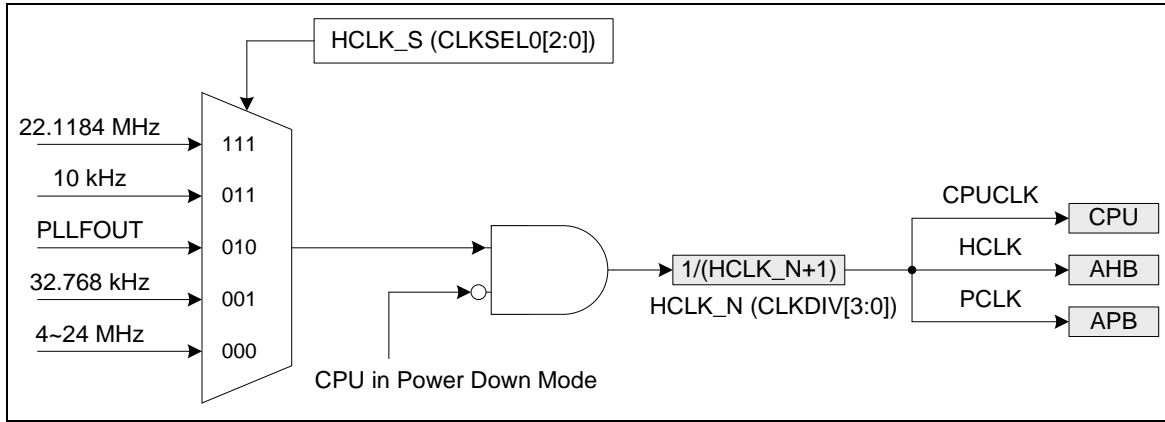 HCLK_S (CLKSEL0[2:0])
22.1184 MHz
111
10 kHz
011
PLLFOUT
010
32.768 kHz
001
4~24 MHz
000
CPU in Power Down Mode
1/(HCLK_N+1)
HCLK_N (CLKDIV[3:0])
CPUCLK
CPU
HCLK
AHB
PCLK
APB